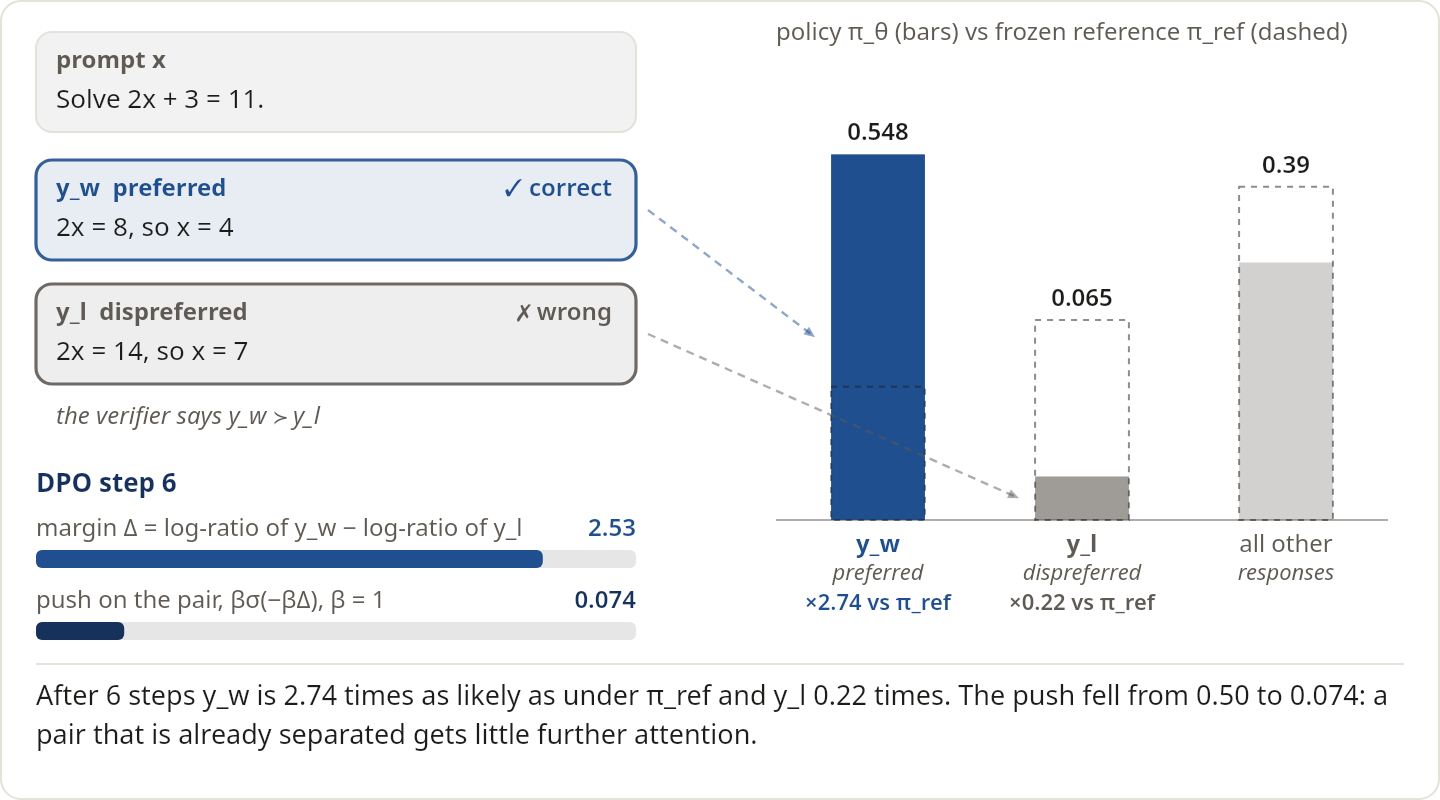 prompt x
Solve 2x + 3 = 11.
y_w preferred ✓ correct
2x = 8, so x = 4
y_l dispreferred ✗ wrong
2x = 14, so x = 7
the verifier says y_w ≻ y_l
DPO step 6
margin Δ = log-ratio of y_w − log-ratio of y_l 2.53
push on the pair, βσ(−βΔ), β = 1 0.074
policy π_θ (bars) vs frozen reference π_ref (dashed)
0.548
0.065
0.39
y_w
preferred
×2.74 vs π_ref
y_l
dispreferred
×0.22 vs π_ref
all other
responses
After 6 steps y_w is 2.74 times as likely as under π_ref and y_l 0.22 times. The push fell from 0.50 to 0.074: a
pair that is already separated gets little further attention.